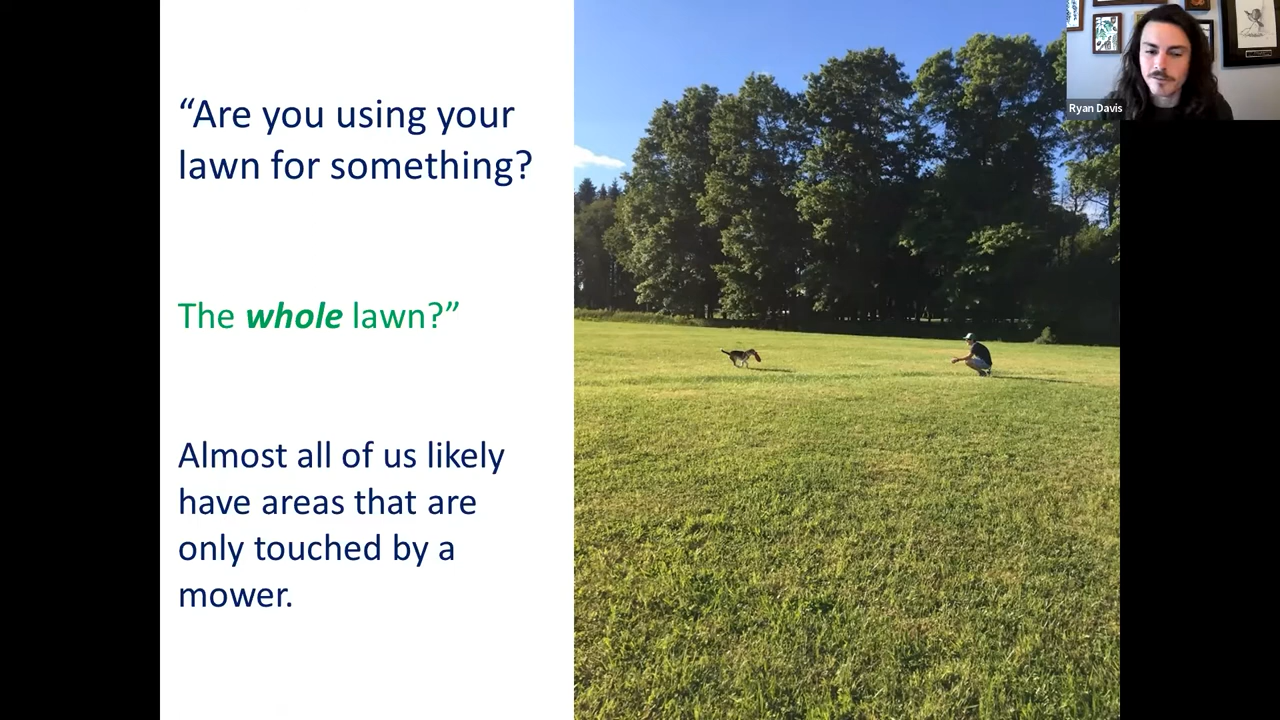 “Are you using your
lawn for something?
The whole lawn?”
Almost all of us likely
have areas that are
only touched by a
mower.
Ryan Davis